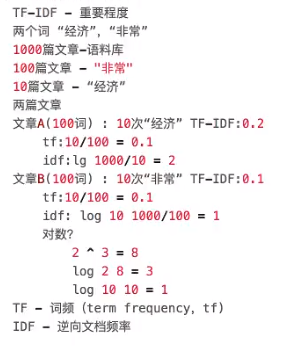 TF-IDF - 重要程度
两个词 “经济”，“非常”
1000篇文章-语料库
100篇文章 - "非常"
10篇文章 - “经济”
两篇文章
文章A(100词) : 10次“经济” TF-IDF:0.2
tf:10/100 = 0.1
idf:lg 1000/10 = 2
文章B(100词) : 10次“非常” TF-IDF:0.1
tf:10/100 = 0.1
idf: log 10 1000/100 = 1
对数?
2 ^ 3 = 8
log 2 8 = 3
log 10 10 = 1
TF - 词频（term frequency，tf)
IDF - 逆向文档频率